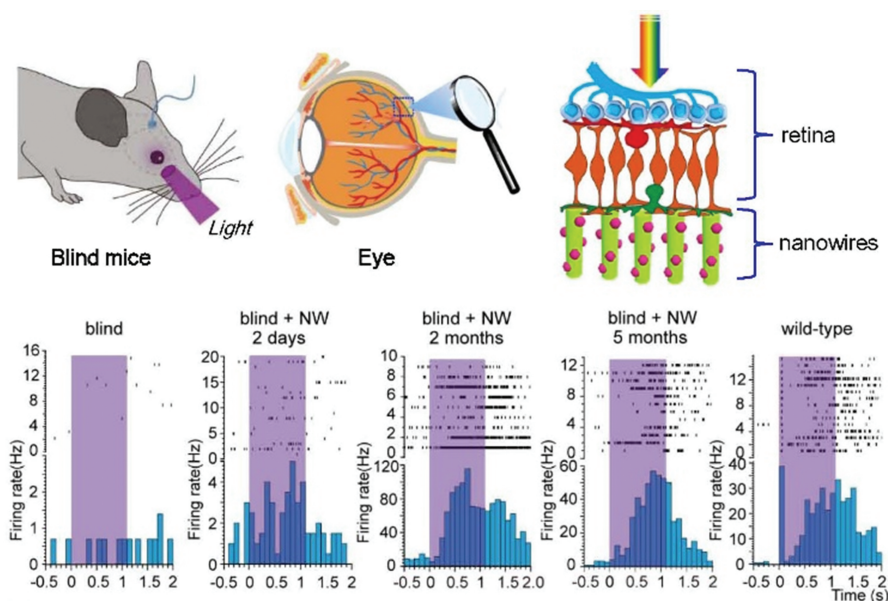 Light
Blind mice
Eye
retina
nanowires
blind
blind + NW
2 days
blind + NW
2 months
blind + NW
5 months
wild-type
Firing rate(Hz)
16
12
8
4
0
2
1
0
-0.5 0 0.5 1 1.5 2
Firing rate(Hz)
20
15
10
5
0
4
2
0
-0.5 0 0.5 1 1.5 2
Firing rate(Hz)
10
8
6
4
2
0
120
80
40
0
-0.5 0 0.5 1 1.5 2.0
Firing rate(Hz)
12
8
4
0
60
40
20
0
-0.5 0 0.5 1 1.5 2
Firing rate(Hz)
12
8
4
0
40
30
20
10
0
-0.5 0 0.5 1 1.5 2
Time (s)